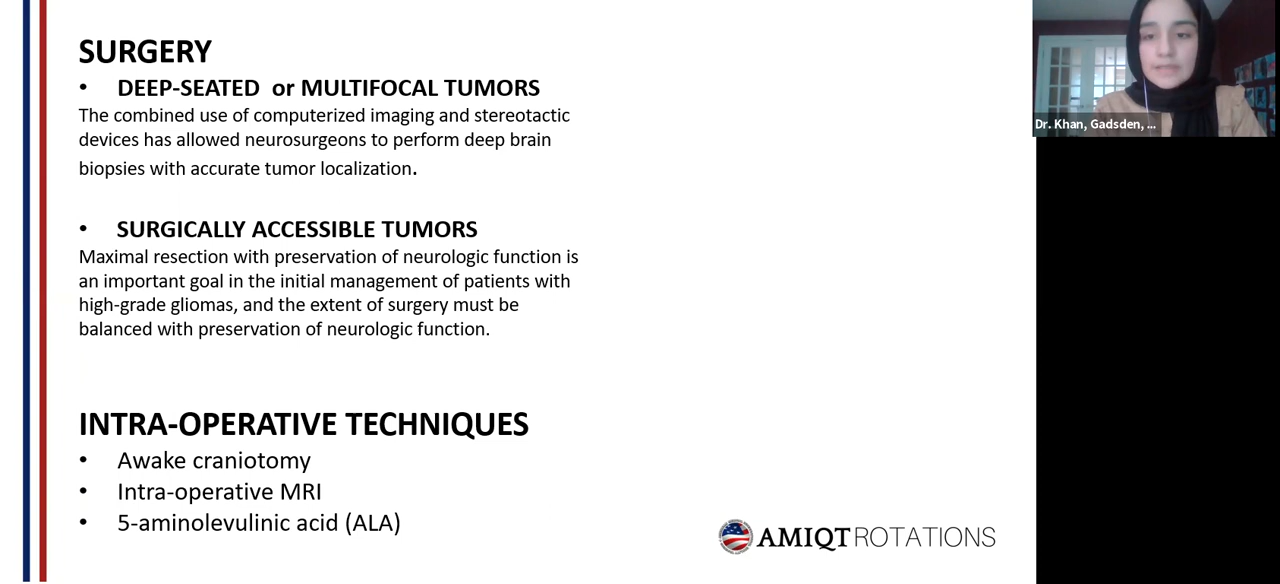 SURGERY
• DEEP-SEATED or MULTIFOCAL TUMORS
The combined use of computerized imaging and stereotactic
devices has allowed neurosurgeons to perform deep brain
biopsies with accurate tumor localization.
• SURGICALLY ACCESSIBLE TUMORS
Maximal resection with preservation of neurologic function is
an important goal in the initial management of patients with
high-grade gliomas, and the extent of surgery must be
balanced with preservation of neurologic function.
INTRA-OPERATIVE TECHNIQUES
• Awake craniotomy
• Intra-operative MRI
• 5-aminolevulinic acid (ALA)
AMIQT ROTATIONS
Dr. Khan, Gadsden, ...